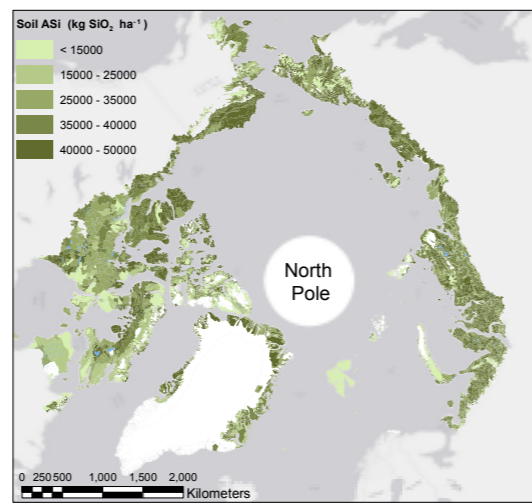 Soil ASi (kg SiO₂ ha⁻¹)
< 15000
15000 - 25000
25000 - 35000
35000 - 40000
40000 - 50000
North
Pole
0 250 500 1,000 1,500 2,000
Kilometers